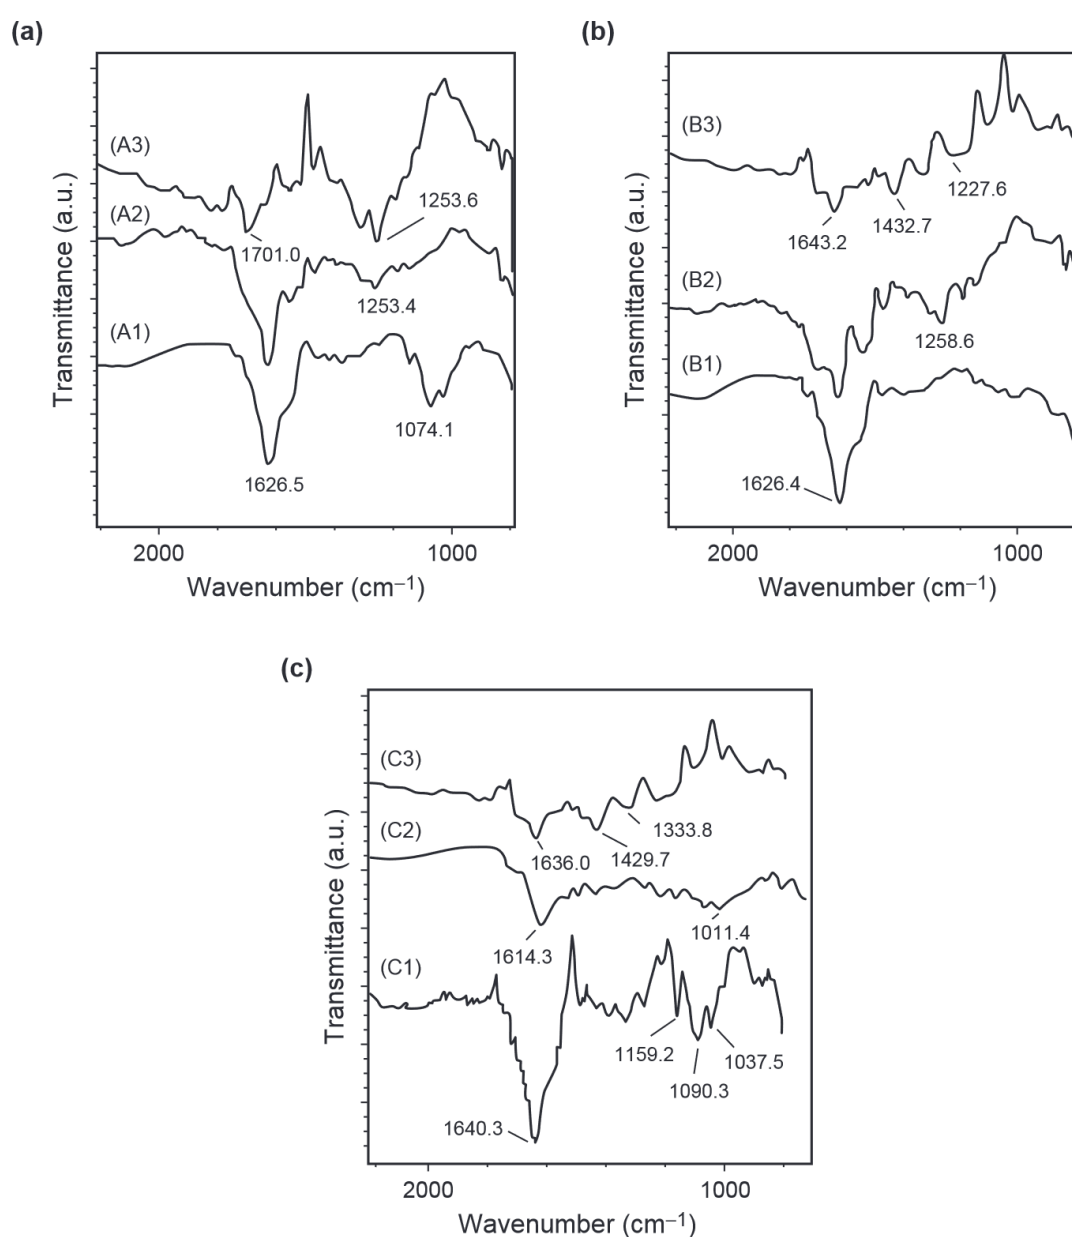 (a)
(A3)
(A2)
(A1)
1701.0
1253.6
1253.4
1074.1
1626.5
Transmittance (a.u.)
2000
1000
Wavenumber (cm⁻¹)
(b)
(B3)
(B2)
(B1)
1643.2
1432.7
1227.6
1258.6
1626.4
Transmittance (a.u.)
2000
1000
Wavenumber (cm⁻¹)
(c)
(C3)
(C2)
(C1)
1636.0
1429.7
1333.8
1614.3
1011.4
1159.2
1090.3
1037.5
1640.3
Transmittance (a.u.)
2000
1000
Wavenumber (cm⁻¹)